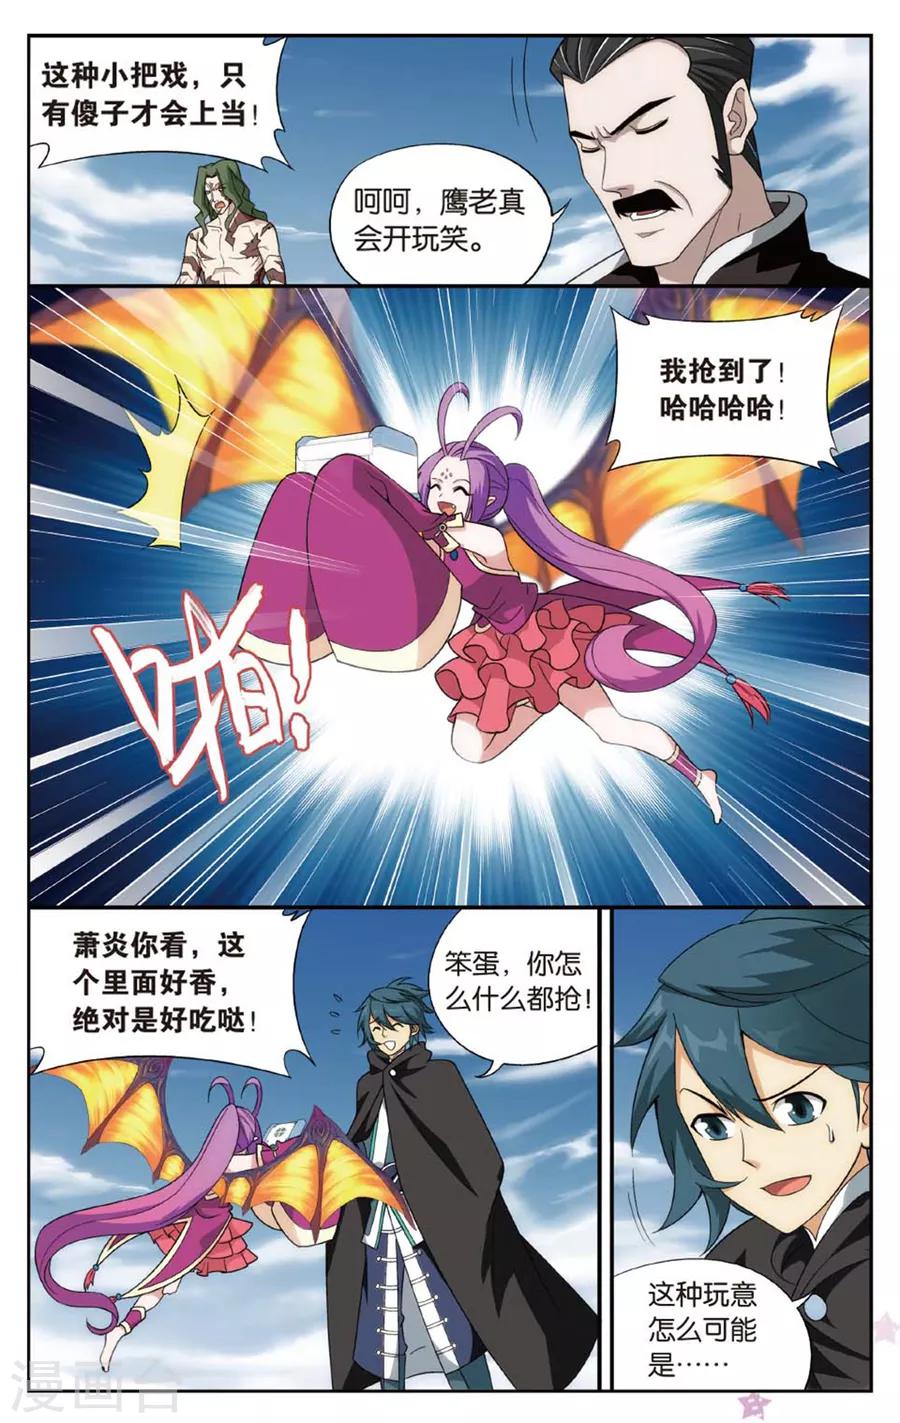 这种小把戏，只
有傻子才会上当！
呵呵，鹰老真
会开玩笑。
我抢到了！
哈哈哈哈！
啪！
萧炎你看，这
个里面好香，
绝对是好吃哒！
笨蛋，你怎
么什么都抢！
这种玩意
怎么可能
是……
漫画台